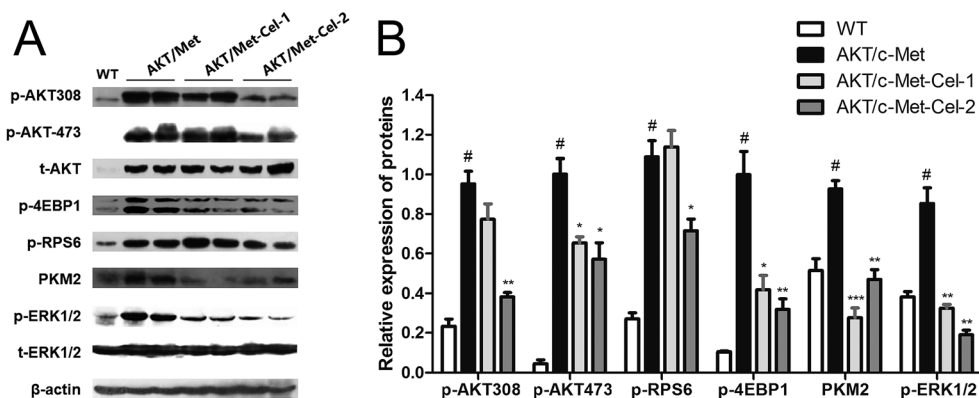 A
WT
AKT/Met
AKT/Met-Cel-1
AKT/Met-Cel-2
p-AKT308
p-AKT-473
t-AKT
p-4EBP1
p-RPS6
PKM2
p-ERK1/2
t-ERK1/2
β-actin
B
WT
AKT/c-Met
AKT/c-Met-Cel-1
AKT/c-Met-Cel-2
Relative expression of proteins
1.4
1.2
1.0
0.8
0.6
0.4
0.2
0.0
#
**
#
*
*
#
*
#
*
**
#
***
**
#
**
**
p-AKT308
p-AKT473
p-RPS6
p-4EBP1
PKM2
p-ERK1/2